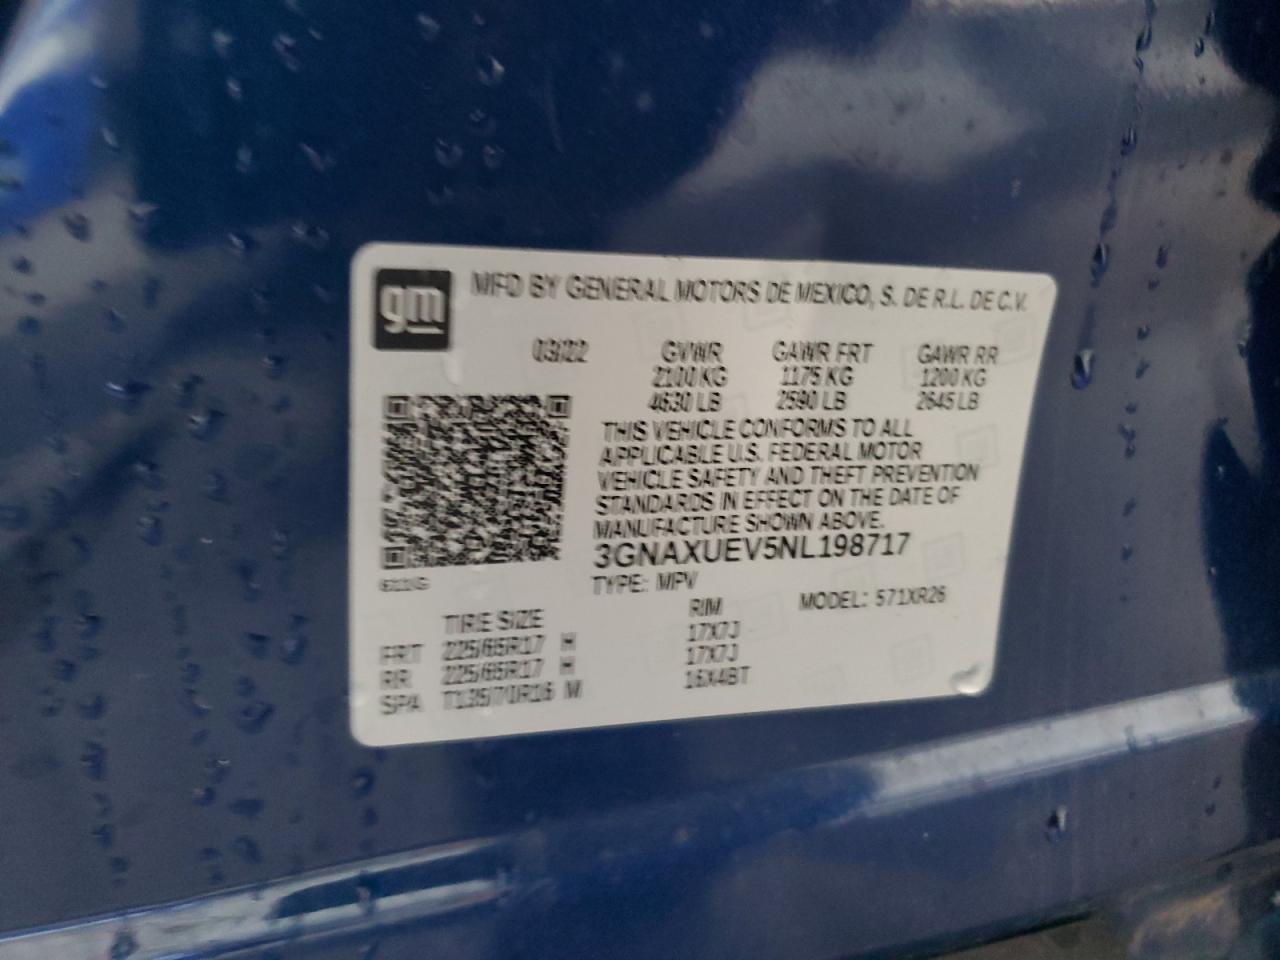 gm
MFD BY GENERAL MOTORS DE MEXICO, S. DE R.L. DE C.V.
03/22 GVWR GAWR FRT GAWR RR
2100 KG 1175 KG 1200 KG
4630 LB 2590 LB 2645 LB
THIS VEHICLE CONFORMS TO ALL
APPLICABLE U.S. FEDERAL MOTOR
VEHICLE SAFETY AND THEFT PREVENTION
STANDARDS IN EFFECT ON THE DATE OF
MANUFACTURE SHOWN ABOVE.
3GNAXUEV5NL198717
TYPE: MPV
MODEL: 571XR26
TIRE SIZE RIM
FRT 225/65R17 H 17X7J
RR 225/65R17 H 17X7J
SPA T135/70R16 M 16X4BT